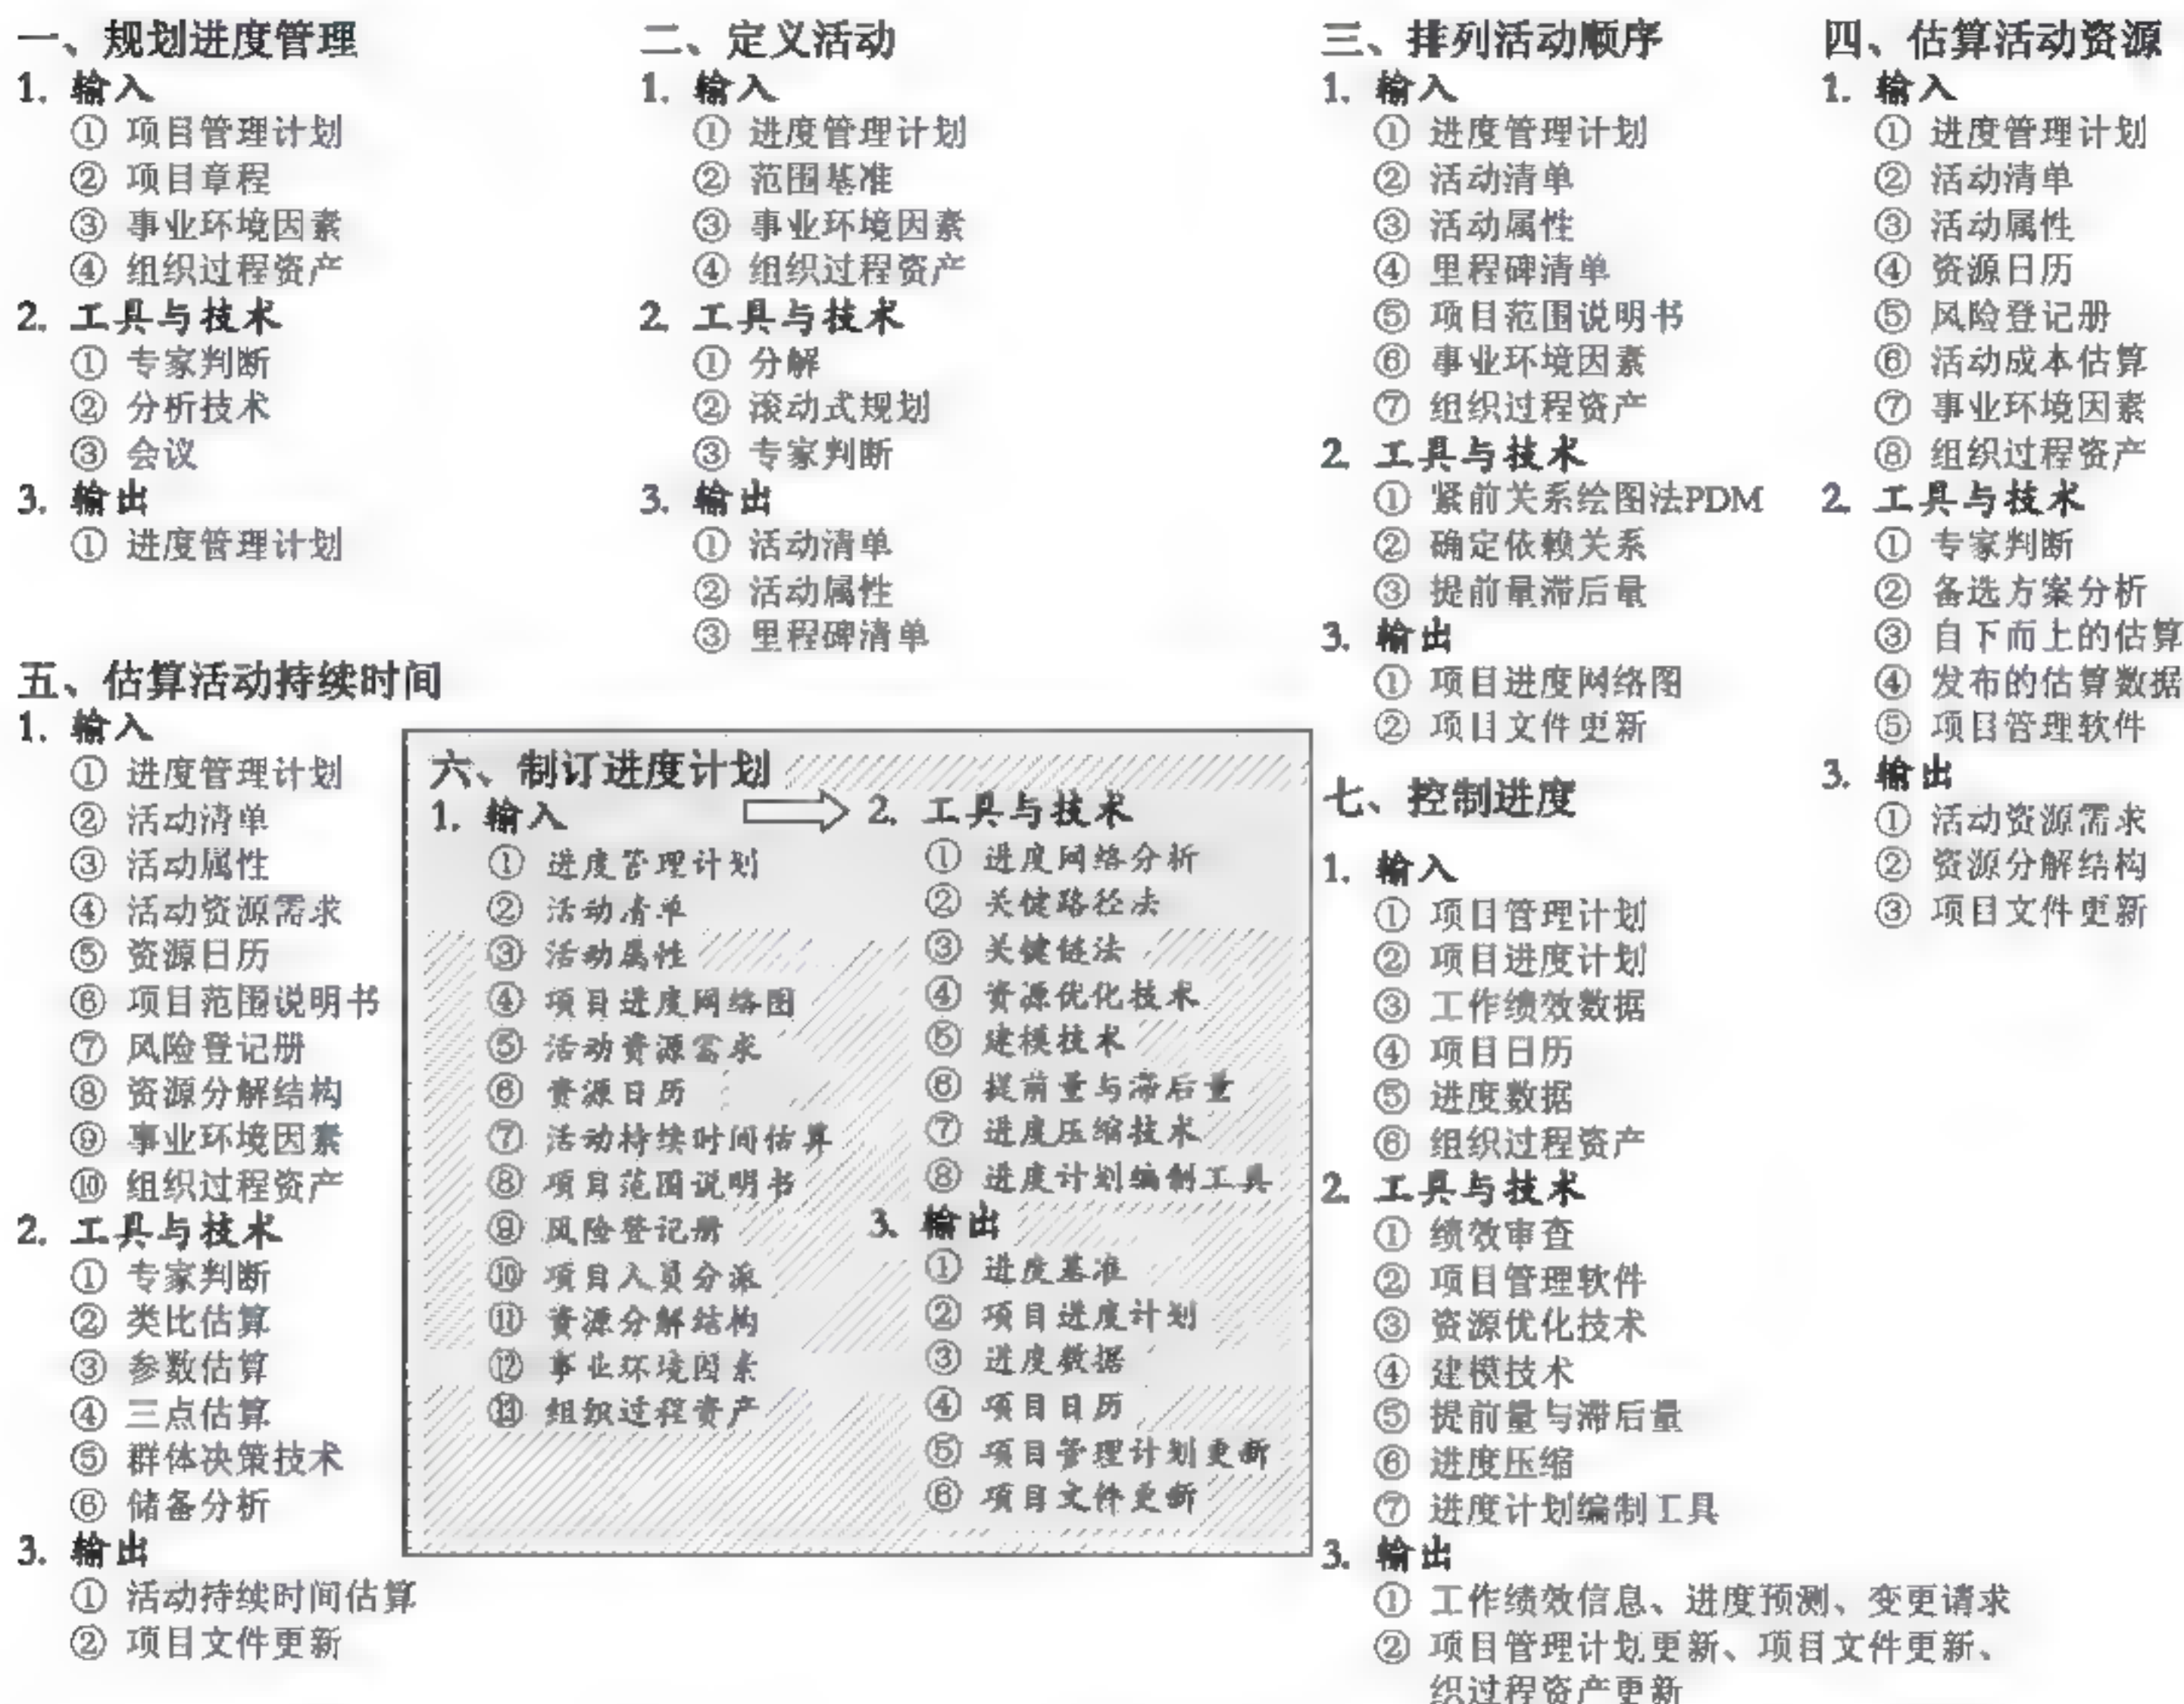 一、规划进度管理
1. 输入
① 项目管理计划
② 项目章程
③ 事业环境因素
④ 组织过程资产
2. 工具与技术
① 专家判断
② 分析技术
③ 会议
3. 输出
① 进度管理计划
二、定义活动
1. 输入
① 进度管理计划
② 范围基准
③ 事业环境因素
④ 组织过程资产
2. 工具与技术
① 分解
② 滚动式规划
③ 专家判断
3. 输出
① 活动清单
② 活动属性
③ 里程碑清单
三、排列活动顺序
1. 输入
① 进度管理计划
② 活动清单
③ 活动属性
④ 里程碑清单
⑤ 项目范围说明书
⑥ 事业环境因素
⑦ 组织过程资产
2. 工具与技术
① 紧前关系绘图法PDM
② 确定依赖关系
③ 提前量滞后量
3. 输出
① 项目进度网络图
② 项目文件更新
四、估算活动资源
1. 输入
① 进度管理计划
② 活动清单
③ 活动属性
④ 资源日历
⑤ 风险登记册
⑥ 活动成本估算
⑦ 事业环境因素
⑧ 组织过程资产
2. 工具与技术
① 专家判断
② 备选方案分析
③ 自下而上的估算
④ 发布的估算数据
⑤ 项目管理软件
3. 输出
① 活动资源需求
② 资源分解结构
③ 项目文件更新
五、估算活动持续时间
1. 输入
① 进度管理计划
② 活动清单
③ 活动属性
④ 活动资源需求
⑤ 资源日历
⑥ 项目范围说明书
⑦ 风险登记册
⑧ 资源分解结构
⑨ 事业环境因素
⑩ 组织过程资产
2. 工具与技术
① 专家判断
② 类比估算
③ 参数估算
④ 三点估算
⑤ 群体决策技术
⑥ 储备分析
3. 输出
① 活动持续时间估算
② 项目文件更新
六、制订进度计划
1. 输入
① 进度管理计划
② 活动清单
③ 活动属性
④ 项目进度网络图
⑤ 活动资源需求
⑥ 资源日历
⑦ 活动持续时间估算
⑧ 项目范围说明书
⑨ 风险登记册
⑩ 项目人员分派
⑪ 资源分解结构
⑫ 事业环境因素
⑬ 组织过程资产
2. 工具与技术
① 进度网络分析
② 关键路径法
③ 关键链法
④ 资源优化技术
⑤ 建模技术
⑥ 提前量与滞后量
⑦ 进度压缩技术
⑧ 进度计划编制工具
3. 输出
① 进度基准
② 项目进度计划
③ 进度数据
④ 项目日历
⑤ 项目管理计划更新
⑥ 项目文件更新
七、控制进度
1. 输入
① 项目管理计划
② 项目进度计划
③ 工作绩效数据
④ 项目日历
⑤ 进度数据
⑥ 组织过程资产
2. 工具与技术
① 绩效审查
② 项目管理软件
③ 资源优化技术
④ 建模技术
⑤ 提前量与滞后量
⑥ 进度压缩
⑦ 进度计划编制工具
3. 输出
① 工作绩效信息、进度预测、变更请求
② 项目管理计划更新、项目文件更新、
织过程资产更新